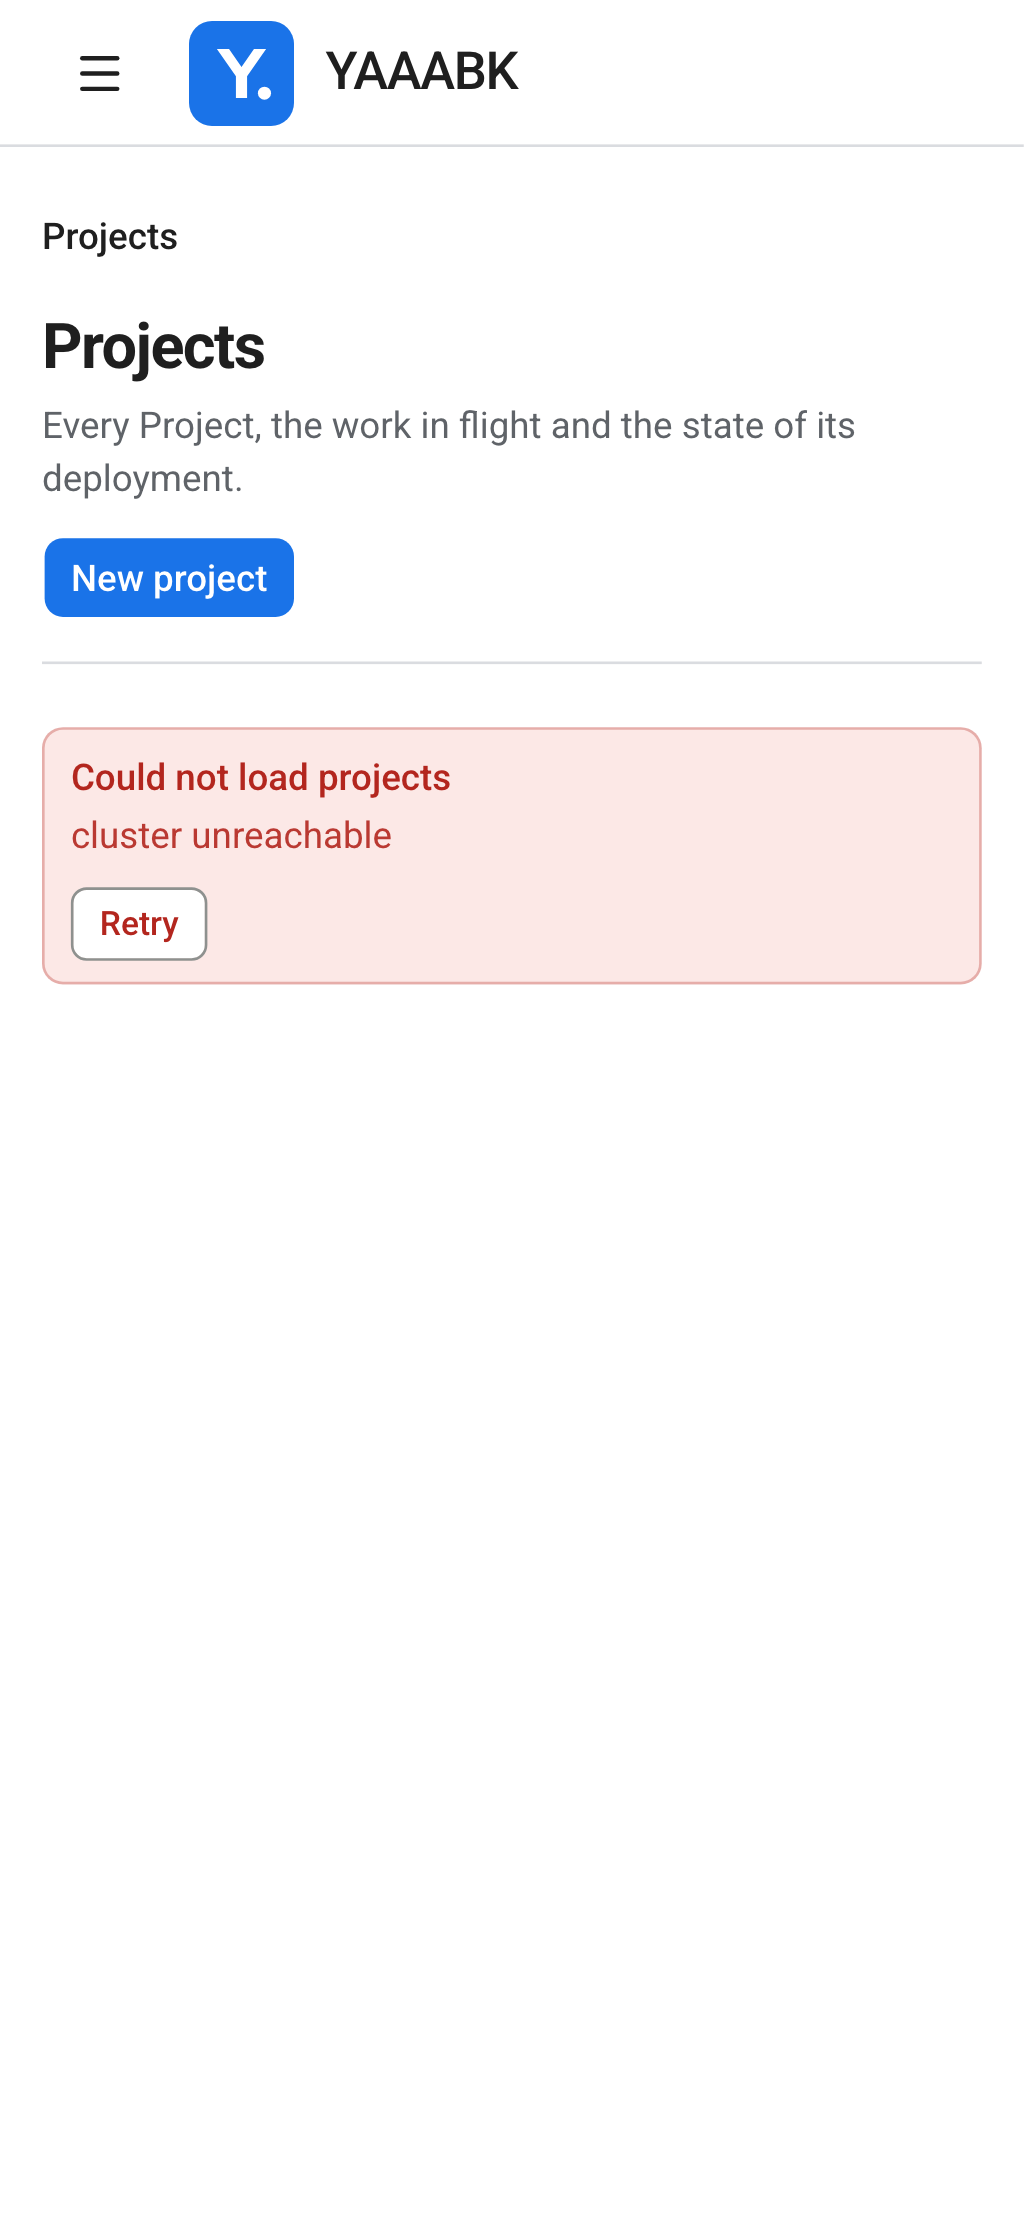 Y.
YAAABK
Projects
Projects
Every Project, the work in flight and the state of its
deployment.
New project
Could not load projects
cluster unreachable
Retry